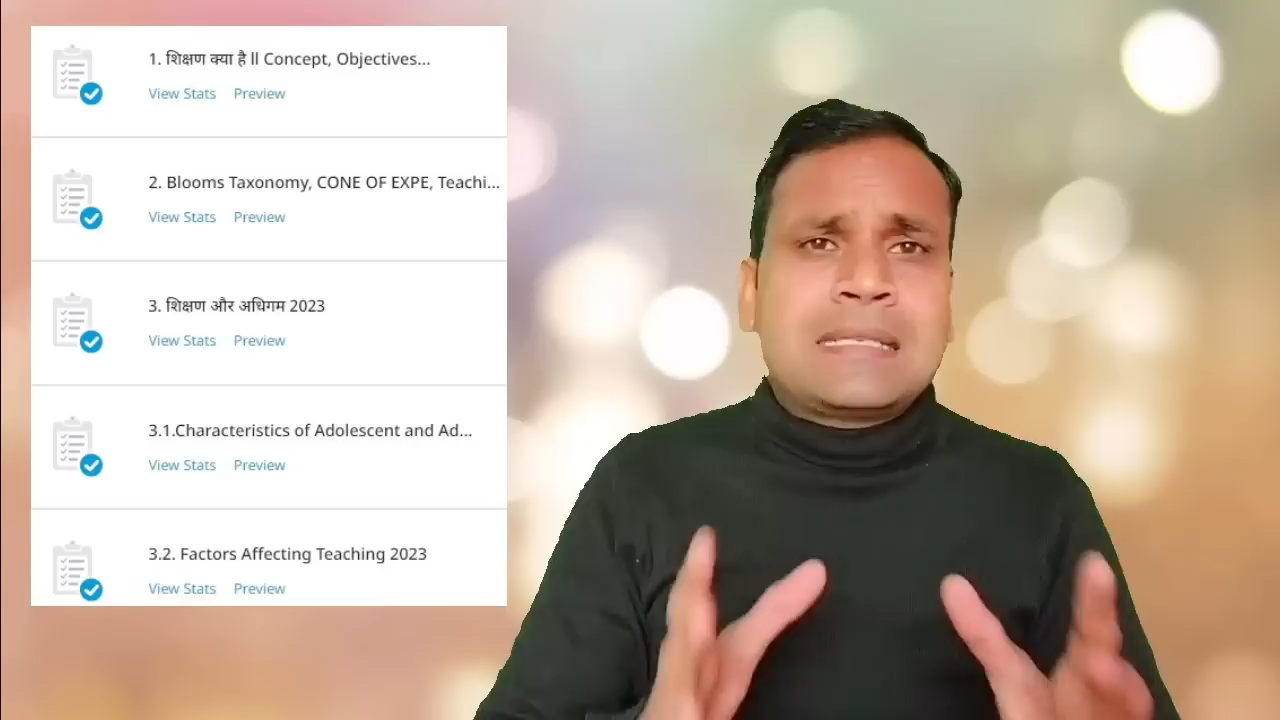 1. शिक्षण क्या है ll Concept, Objectives...
View Stats Preview
2. Blooms Taxonomy, CONE OF EXPE, Teachi...
View Stats Preview
3. शिक्षण और अधिगम 2023
View Stats Preview
3.1.Characteristics of Adolescent and Ad...
View Stats Preview
3.2. Factors Affecting Teaching 2023
View Stats Preview